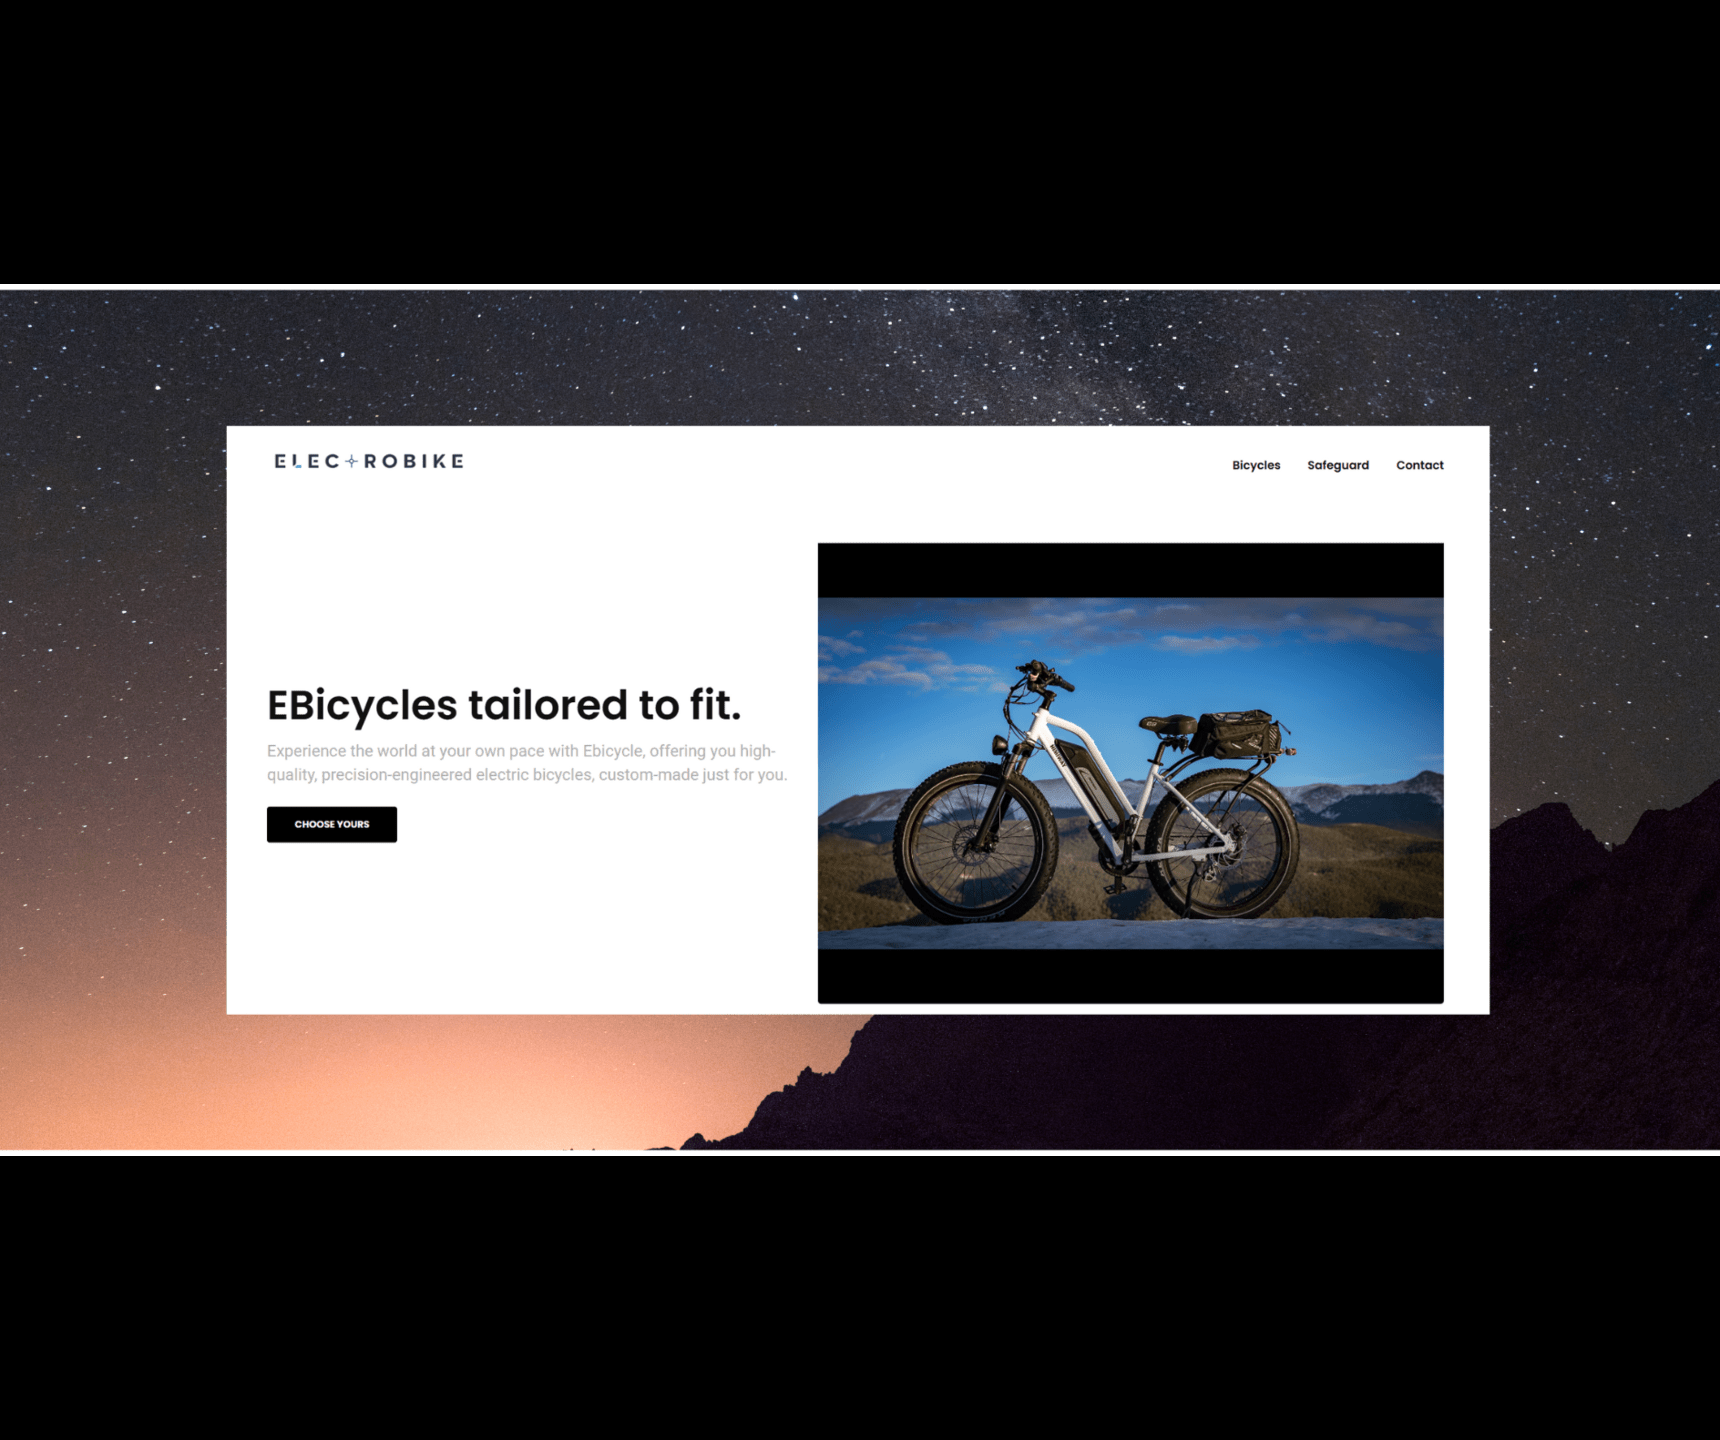 ELECTROBIKE
Bicycles Safeguard Contact
EBicycles tailored to fit.
Experience the world at your own pace with Ebicycle, offering you high-
quality, precision-engineered electric bicycles, custom-made just for you.
CHOOSE YOURS